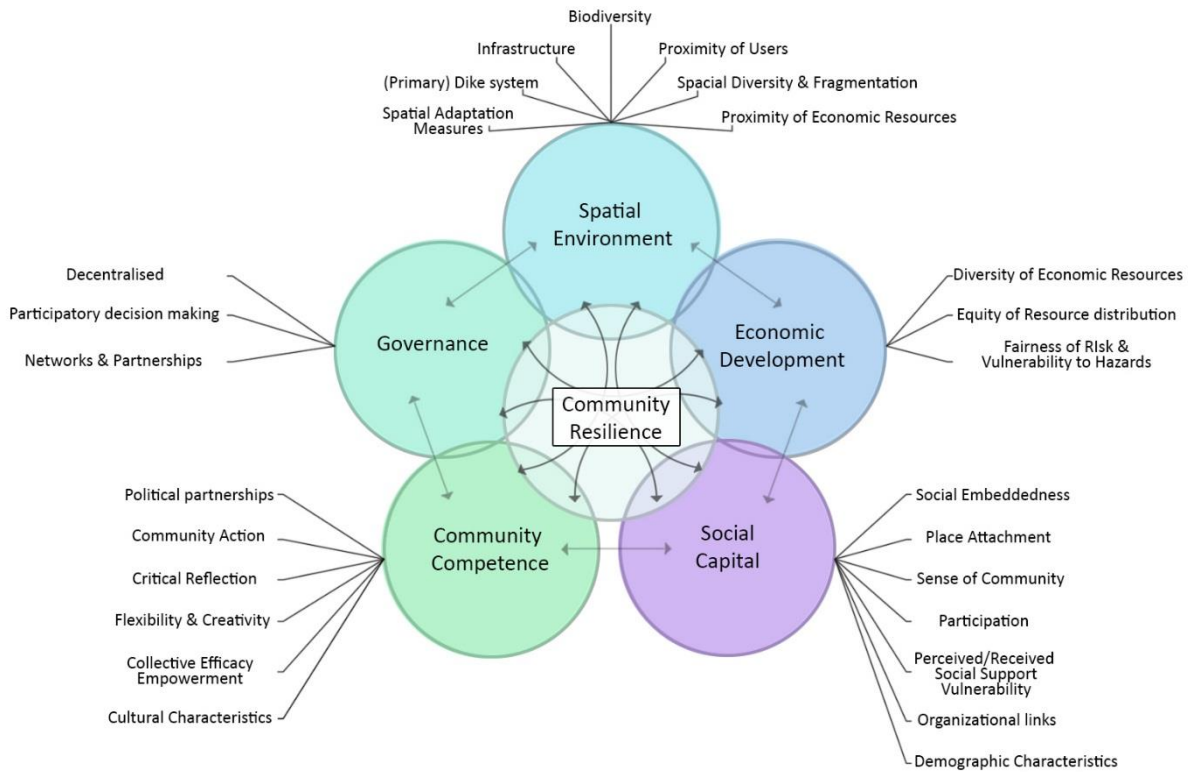 Biodiversity
Infrastructure
Proximity of Users
(Primary) Dike system
Spacial Diversity & Fragmentation
Spatial Adaptation
Measures
Proximity of Economic Resources
Spatial
Environment
Decentralised
Participatory decision making
Networks & Partnerships
Governance
Economic
Development
Diversity of Economic Resources
Equity of Resource distribution
Fairness of RIsk &
Vulnerability to Hazards
Community
Resilience
Political partnerships
Community Action
Critical Reflection
Flexibility & Creativity
Collective Efficacy
Empowerment
Cultural Characteristics
Community
Competence
Social
Capital
Social Embeddedness
Place Attachment
Sense of Community
Participation
Perceived/Received
Social Support
Vulnerability
Organizational links
Demographic Characteristics